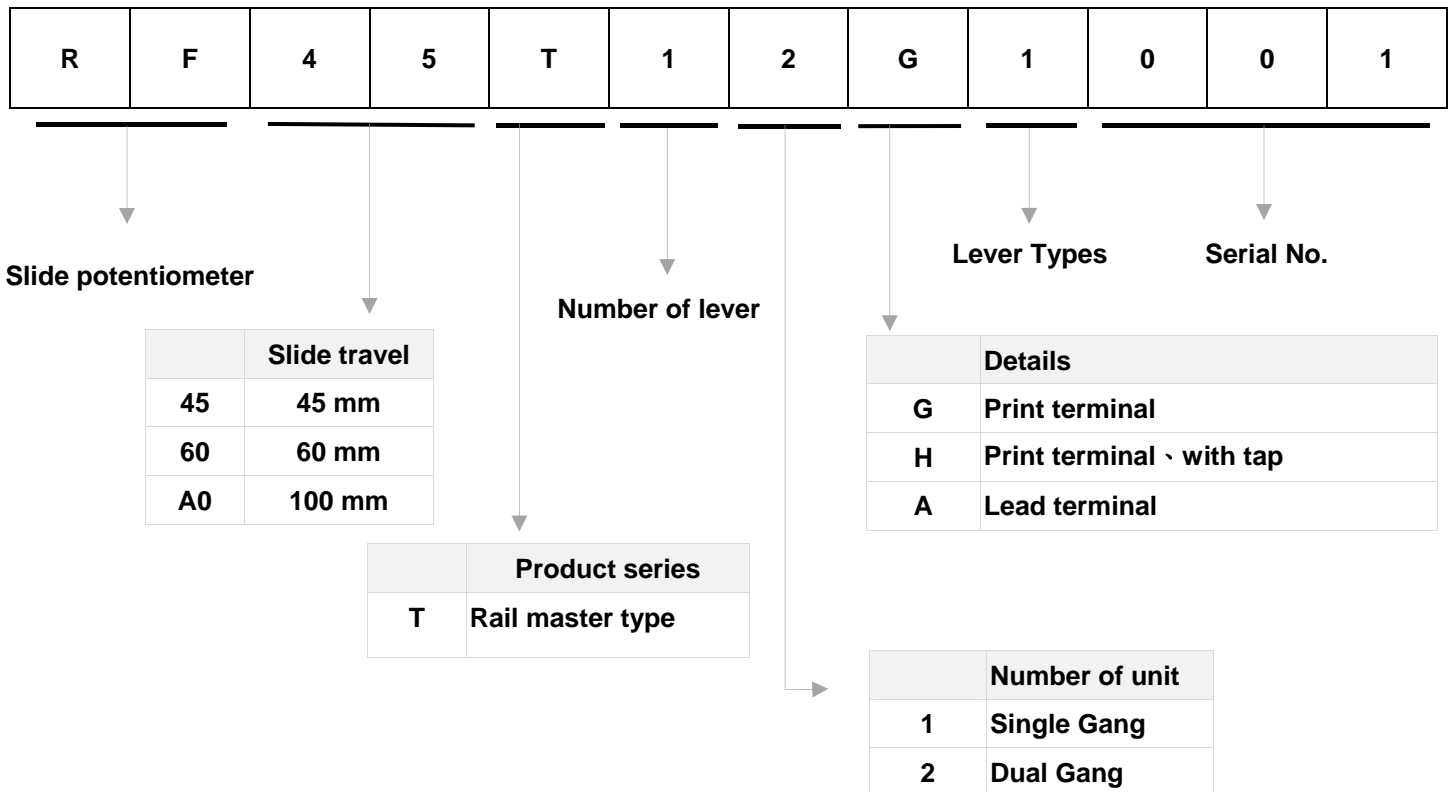 R F 4 5 T 1 2 G 1 0 0 1
Slide potentiometer
Number of lever
Lever Types
Serial No.
Slide travel
45 45 mm
60 60 mm
A0 100 mm
Details
G Print terminal
H Print terminal、with tap
A Lead terminal
Product series
T Rail master type
Number of unit
1 Single Gang
2 Dual Gang